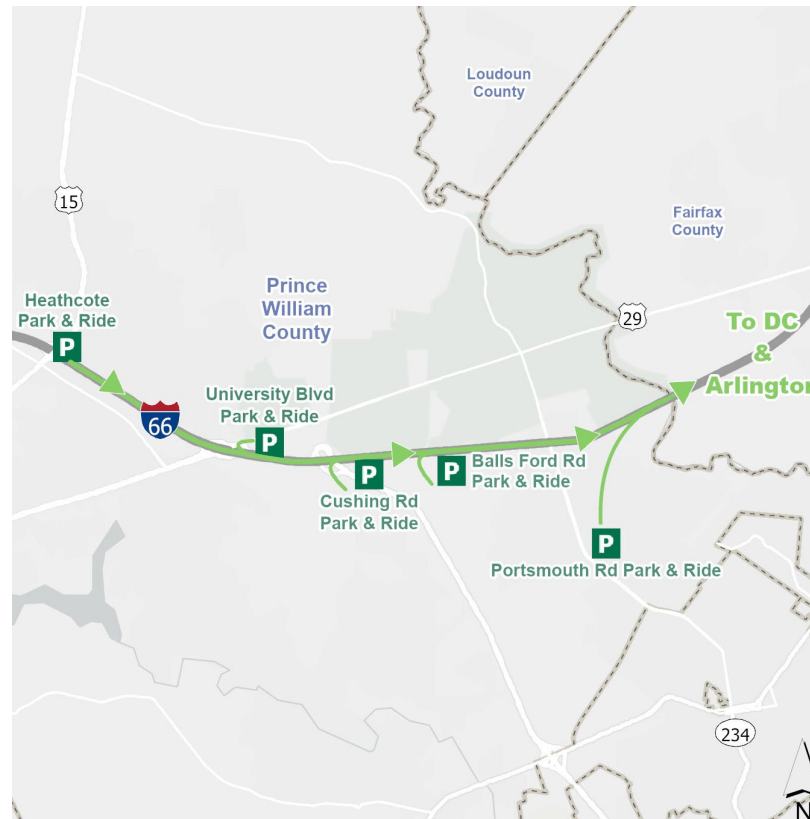 Loudoun
County
15
Fairfax
County
Prince
William
County
Heathcote
Park & Ride
P
29
To DC
&
Arlington
66
University Blvd
Park & Ride
P
P
Cushing Rd
Park & Ride
P
Balls Ford Rd
Park & Ride
P
Portsmouth Rd Park & Ride
234
N